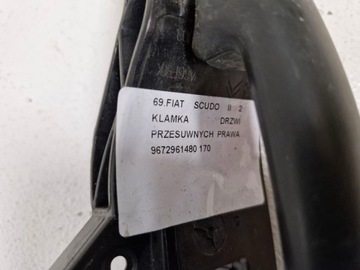 69.FIAT SCUDO II 2
KLAMKA DRZWI
PRZESUWNYCH PRAWA
9672961480 170